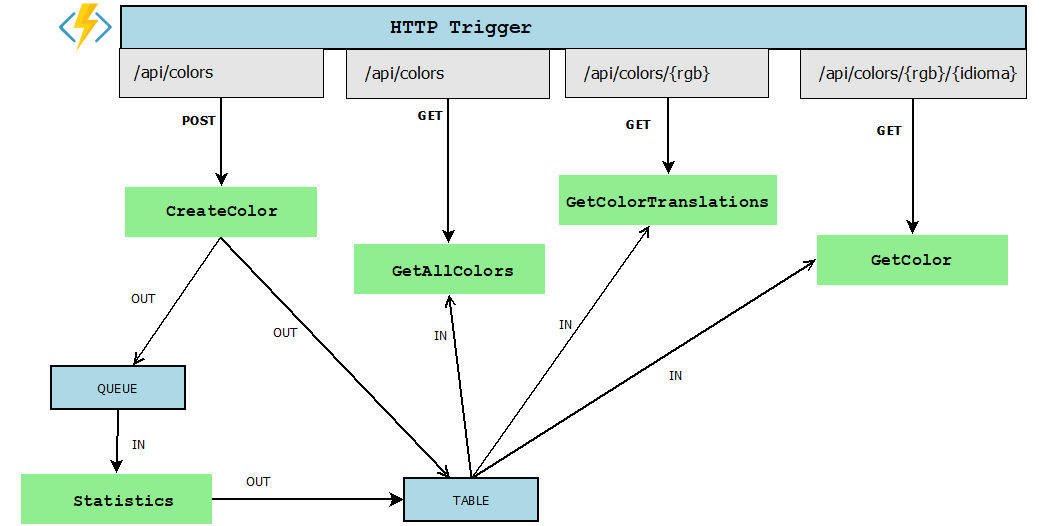 HTTP Trigger
/api/colors
/api/colors
/api/colors/{rgb}
/api/colors/{rgb}/{idioma}
POST
GET
GET
GET
CreateColor
GetAllColors
GetColorTranslations
GetColor
OUT
OUT
IN
IN
IN
QUEUE
IN
Statistics
OUT
TABLE